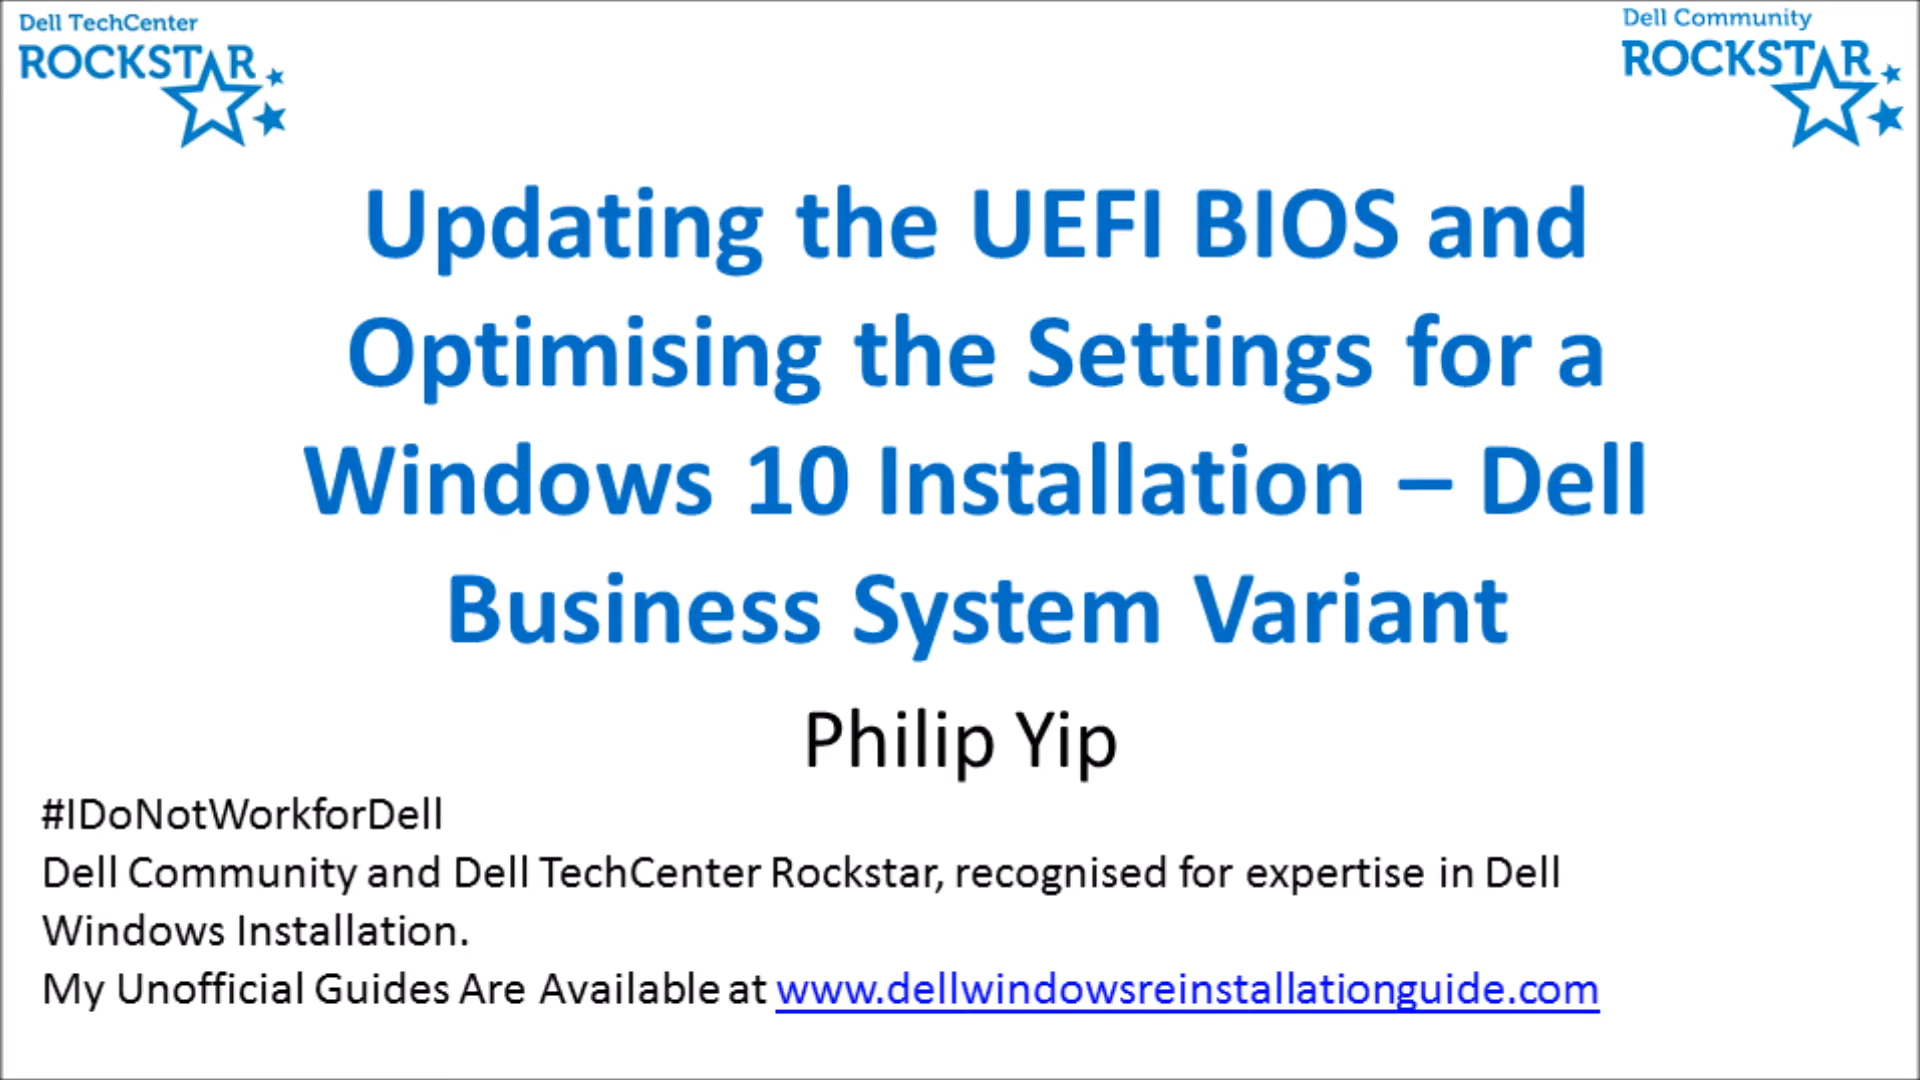 Dell TechCenter
ROCKSTAR
Dell Community
ROCKSTAR
Updating the UEFI BIOS and
Optimising the Settings for a
Windows 10 Installation – Dell
Business System Variant
Philip Yip
#IDoNotWorkforDell
Dell Community and Dell TechCenter Rockstar, recognised for expertise in Dell
Windows Installation.
My Unofficial Guides Are Available at www.dellwindowsreinstallationguide.com